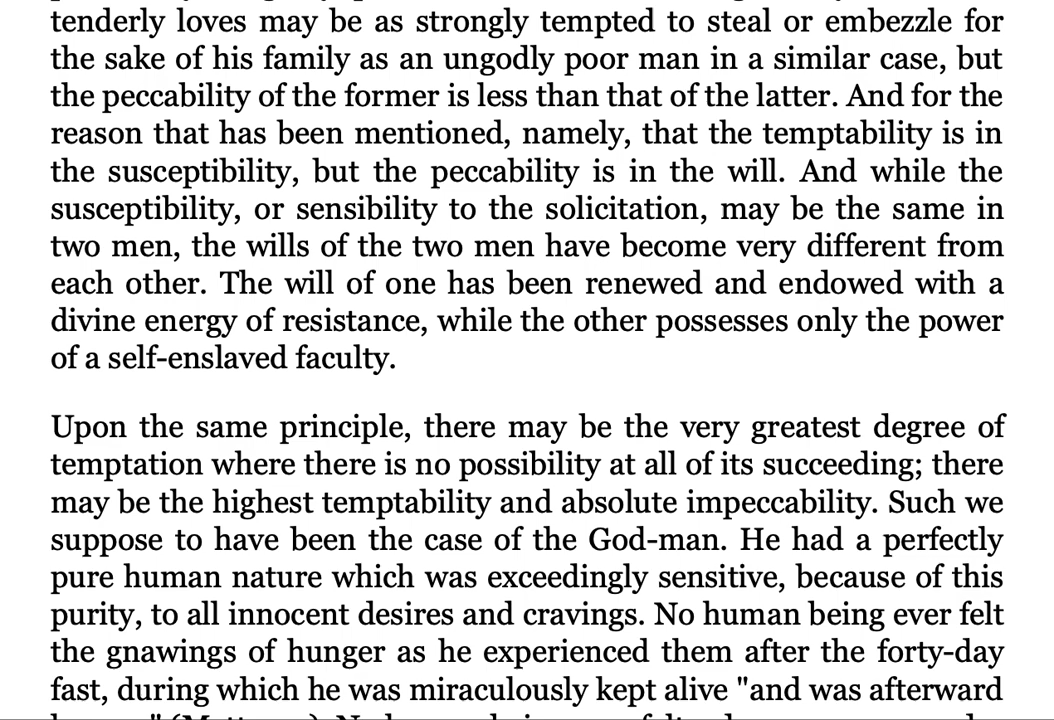 tenderly loves may be as strongly tempted to steal or embezzle for
the sake of his family as an ungodly poor man in a similar case, but
the peccability of the former is less than that of the latter. And for the
reason that has been mentioned, namely, that the temptability is in
the susceptibility, but the peccability is in the will. And while the
susceptibility, or sensibility to the solicitation, may be the same in
two men, the wills of the two men have become very different from
each other. The will of one has been renewed and endowed with a
divine energy of resistance, while the other possesses only the power
of a self-enslaved faculty.
Upon the same principle, there may be the very greatest degree of
temptation where there is no possibility at all of its succeeding; there
may be the highest temptability and absolute impeccability. Such we
suppose to have been the case of the God-man. He had a perfectly
pure human nature which was exceedingly sensitive, because of this
purity, to all innocent desires and cravings. No human being ever felt
the gnawings of hunger as he experienced them after the forty-day
fast, during which he was miraculously kept alive "and was afterward